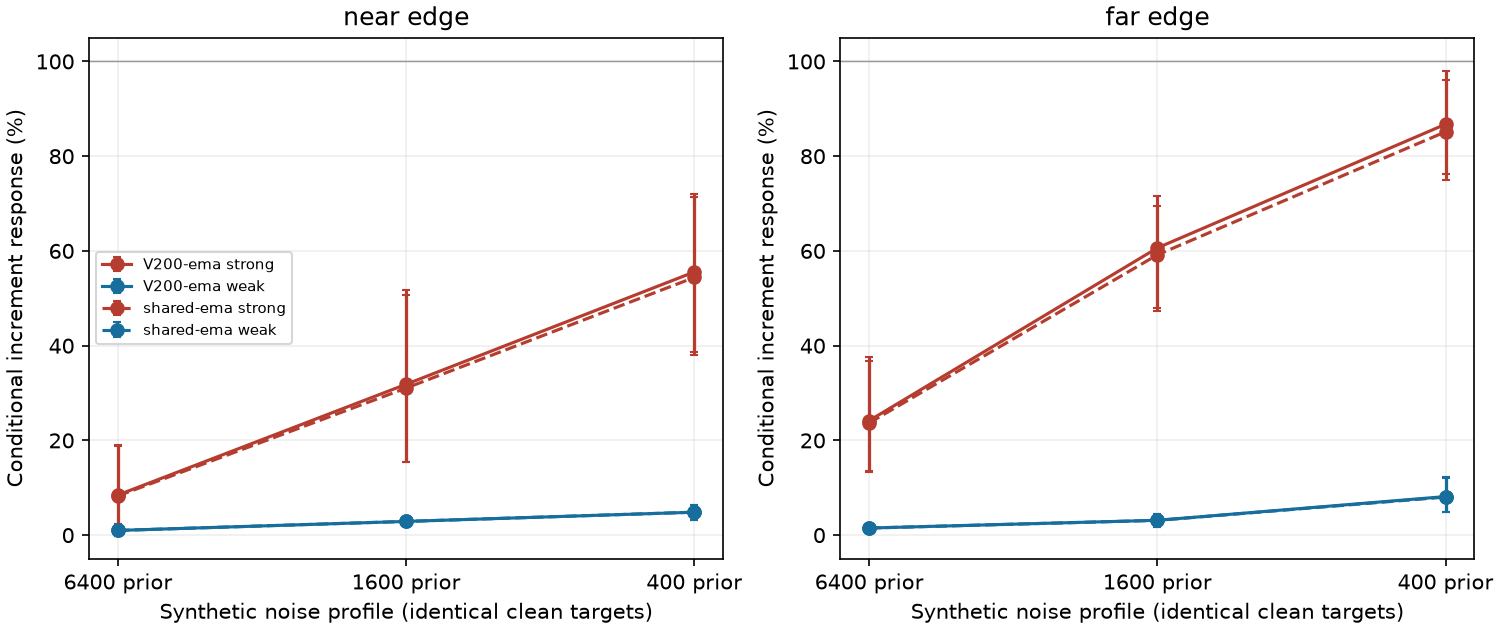 near edge
Conditional increment response (%)
100
80
60
40
20
0
V200-ema strong
V200-ema weak
shared-ema strong
shared-ema weak
6400 prior
1600 prior
400 prior
Synthetic noise profile (identical clean targets)
far edge
Conditional increment response (%)
100
80
60
40
20
0
6400 prior
1600 prior
400 prior
Synthetic noise profile (identical clean targets)